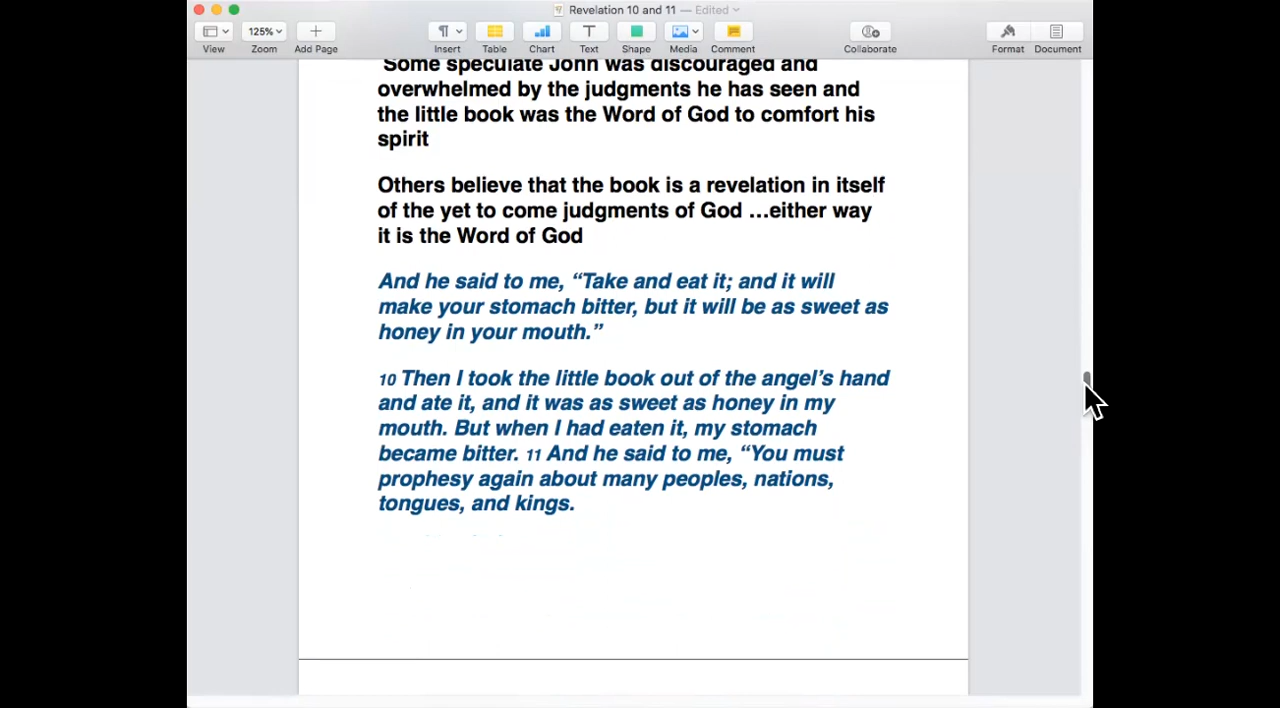 Revelation 10 and 11 — Edited
125%
View
Zoom
Add Page
Insert
Table
Chart
Text
Shape
Media
Comment
Collaborate
Format
Document
Some speculate John was discouraged and
overwhelmed by the judgments he has seen and
the little book was the Word of God to comfort his
spirit
Others believe that the book is a revelation in itself
of the yet to come judgments of God ...either way
it is the Word of God
And he said to me, “Take and eat it; and it will
make your stomach bitter, but it will be as sweet as
honey in your mouth.”
10 Then I took the little book out of the angel’s hand
and ate it, and it was as sweet as honey in my
mouth. But when I had eaten it, my stomach
became bitter. 11 And he said to me, “You must
prophesy again about many peoples, nations,
tongues, and kings.